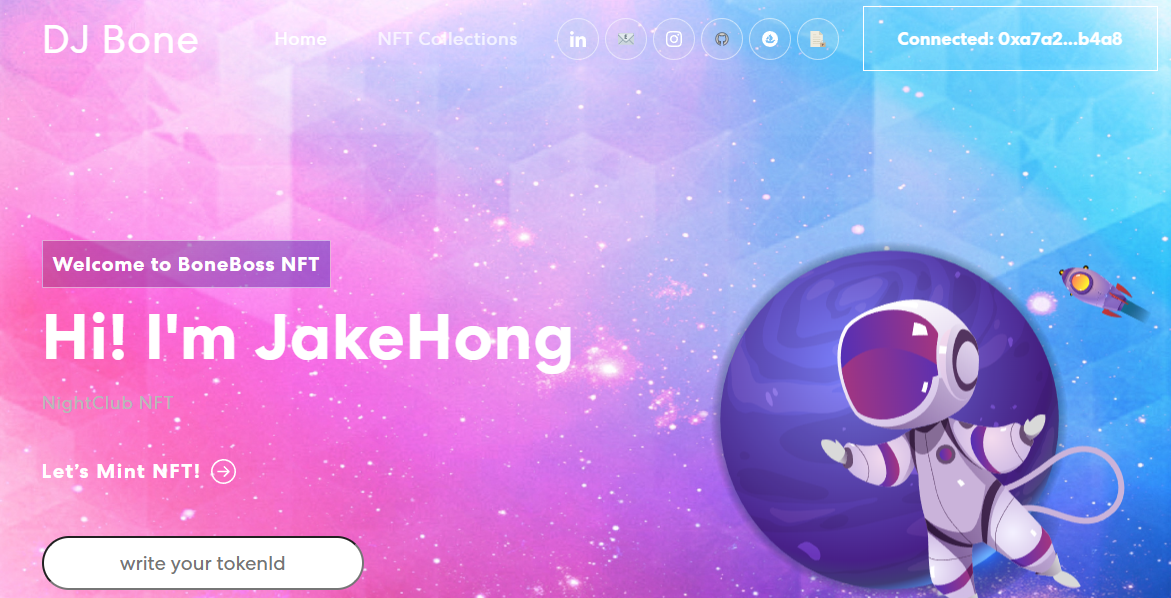 DJ Bone
Home
NFT Collections
in
Connected: 0xa7a2...b4a8
Welcome to BoneBoss NFT
Hi! I'm JakeHong
NightClub NFT
Let's Mint NFT!
write your tokenId